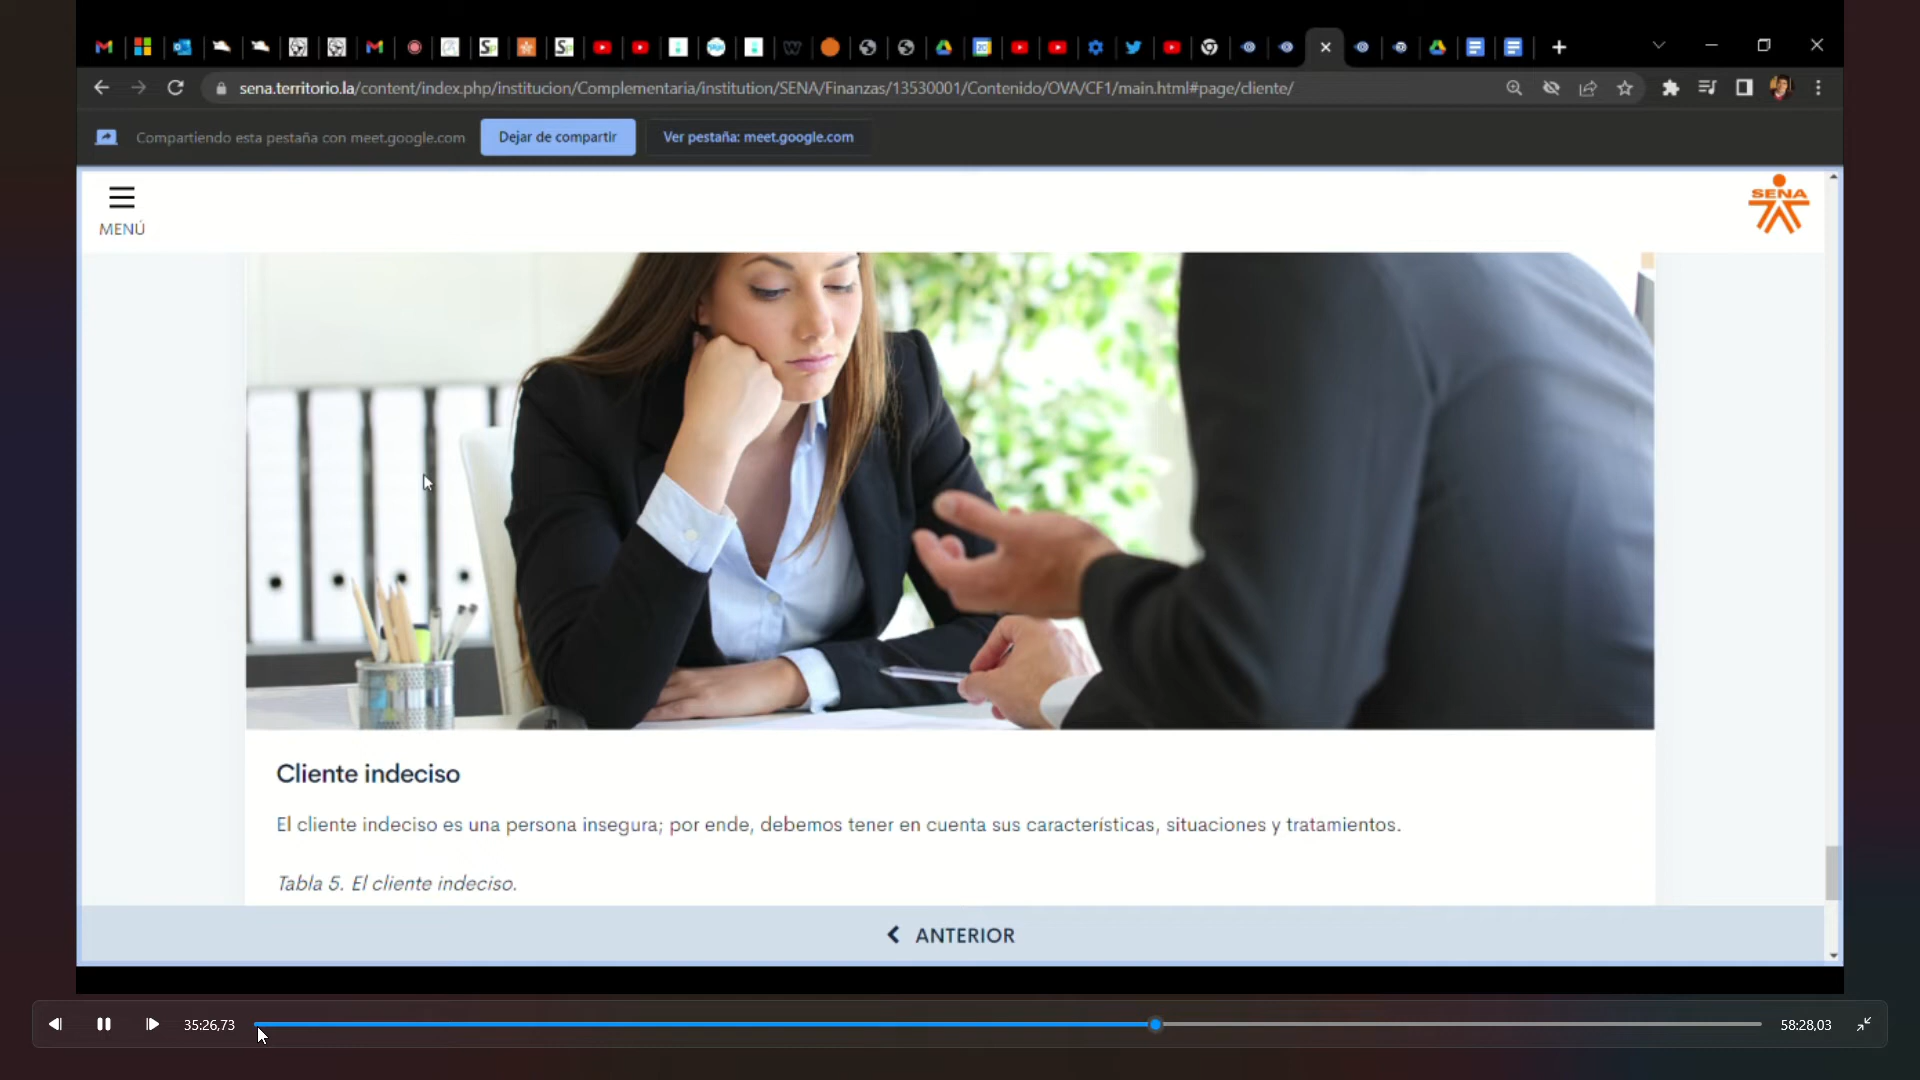 sena.territorio.la/content/index.php/institucion/Complementaria/institution/SENA/Finanzas/13530001/Contenido/OVA/CF1/main.html#page/cliente/
Compartiendo esta pestaña con meet.google.com
Dejar de compartir
Ver pestaña: meet.google.com
MENÚ
SENA
Cliente indeciso
El cliente indeciso es una persona insegura; por ende, debemos tener en cuenta sus características, situaciones y tratamientos.
Tabla 5. El cliente indeciso.
ANTERIOR
35:26,73
58:28,03